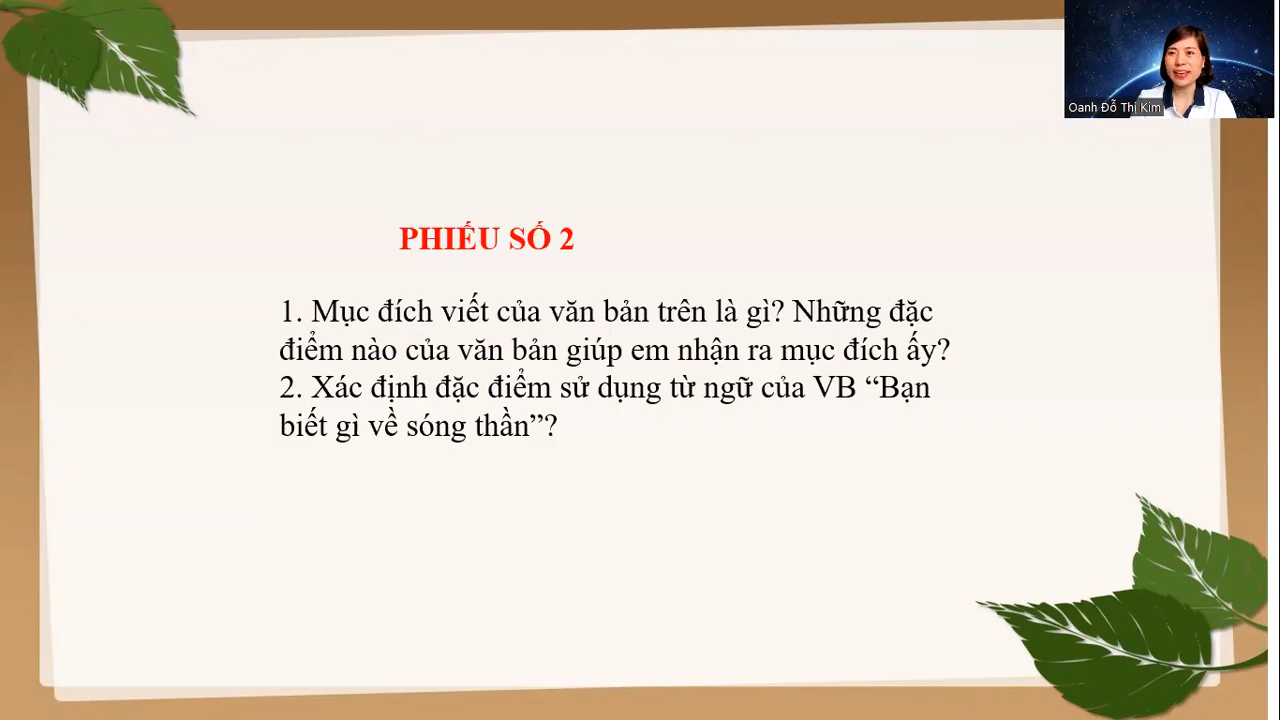 Oanh Đỗ Thị Kim
PHIẾU SỐ 2
1. Mục đích viết của văn bản trên là gì? Những đặc
điểm nào của văn bản giúp em nhận ra mục đích ấy?
2. Xác định đặc điểm sử dụng từ ngữ của VB “Bạn
biết gì về sóng thần”?